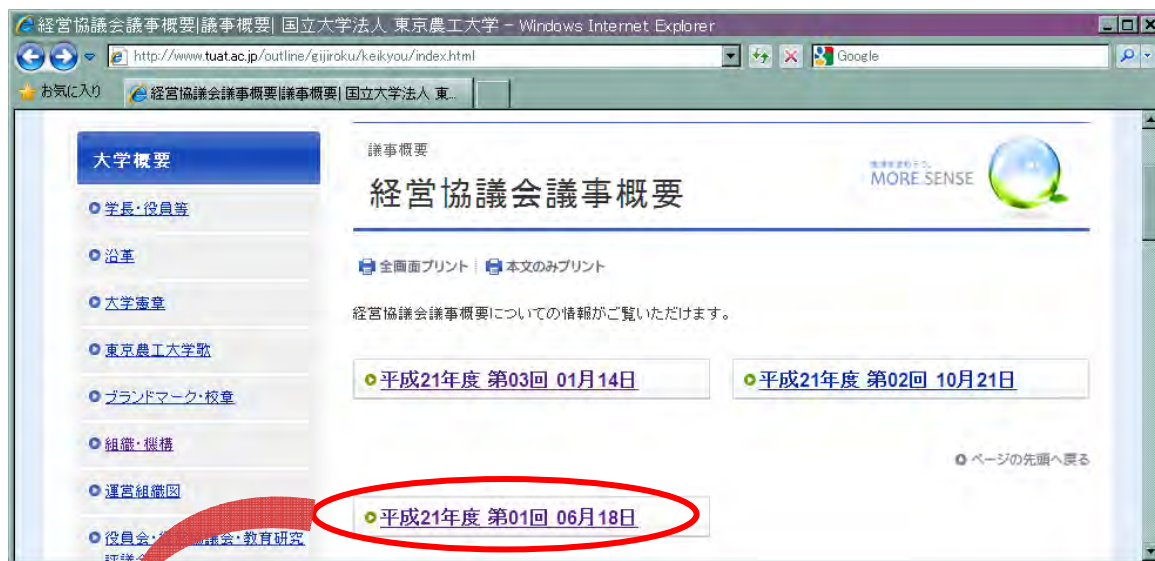 経営協議会議事概要|議事概要| 国立大学法人 東京農工大学 - Windows Internet Explorer
http://www.tuat.ac.jp/outline/gijiroku/keikyou/index.html
Google
お気に入り
経営協議会議事概要|議事概要| 国立大学法人 東...
大学概要
学長・役員等
沿革
大学憲章
東京農工大学歌
ブランドマーク・校章
組織・機構
運営組織図
役員会・経営協議会・教育研究
議事概要
経営協議会議事概要
MORE SENSE
全画面プリント
本文のみプリント
経営協議会議事概要についての情報がご覧いただけます。
平成21年度 第03回 01月14日
平成21年度 第02回 10月21日
ページの先頭へ戻る
平成21年度 第01回 06月18日